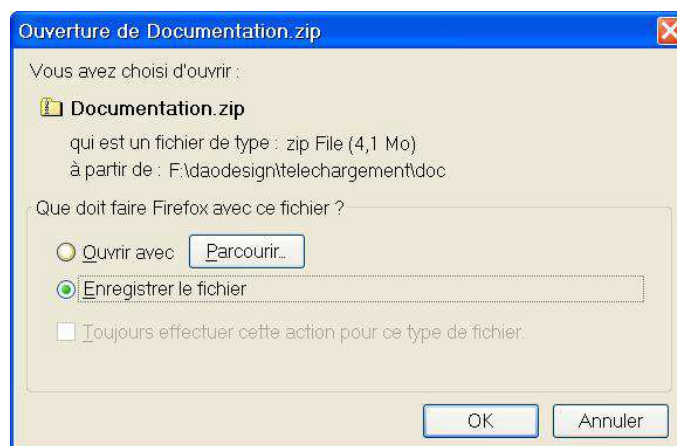 Ouverture de Documentation.zip
Vous avez choisi d'ouvrir :
Documentation.zip
qui est un fichier de type : zip File (4,1 Mo)
à partir de : F:\daodesign\telechargement\doc
Que doit faire Firefox avec ce fichier ?
Ouvrir avec Parcourir...
Enregistrer le fichier
Toujours effectuer cette action pour ce type de fichier.
OK Annuler